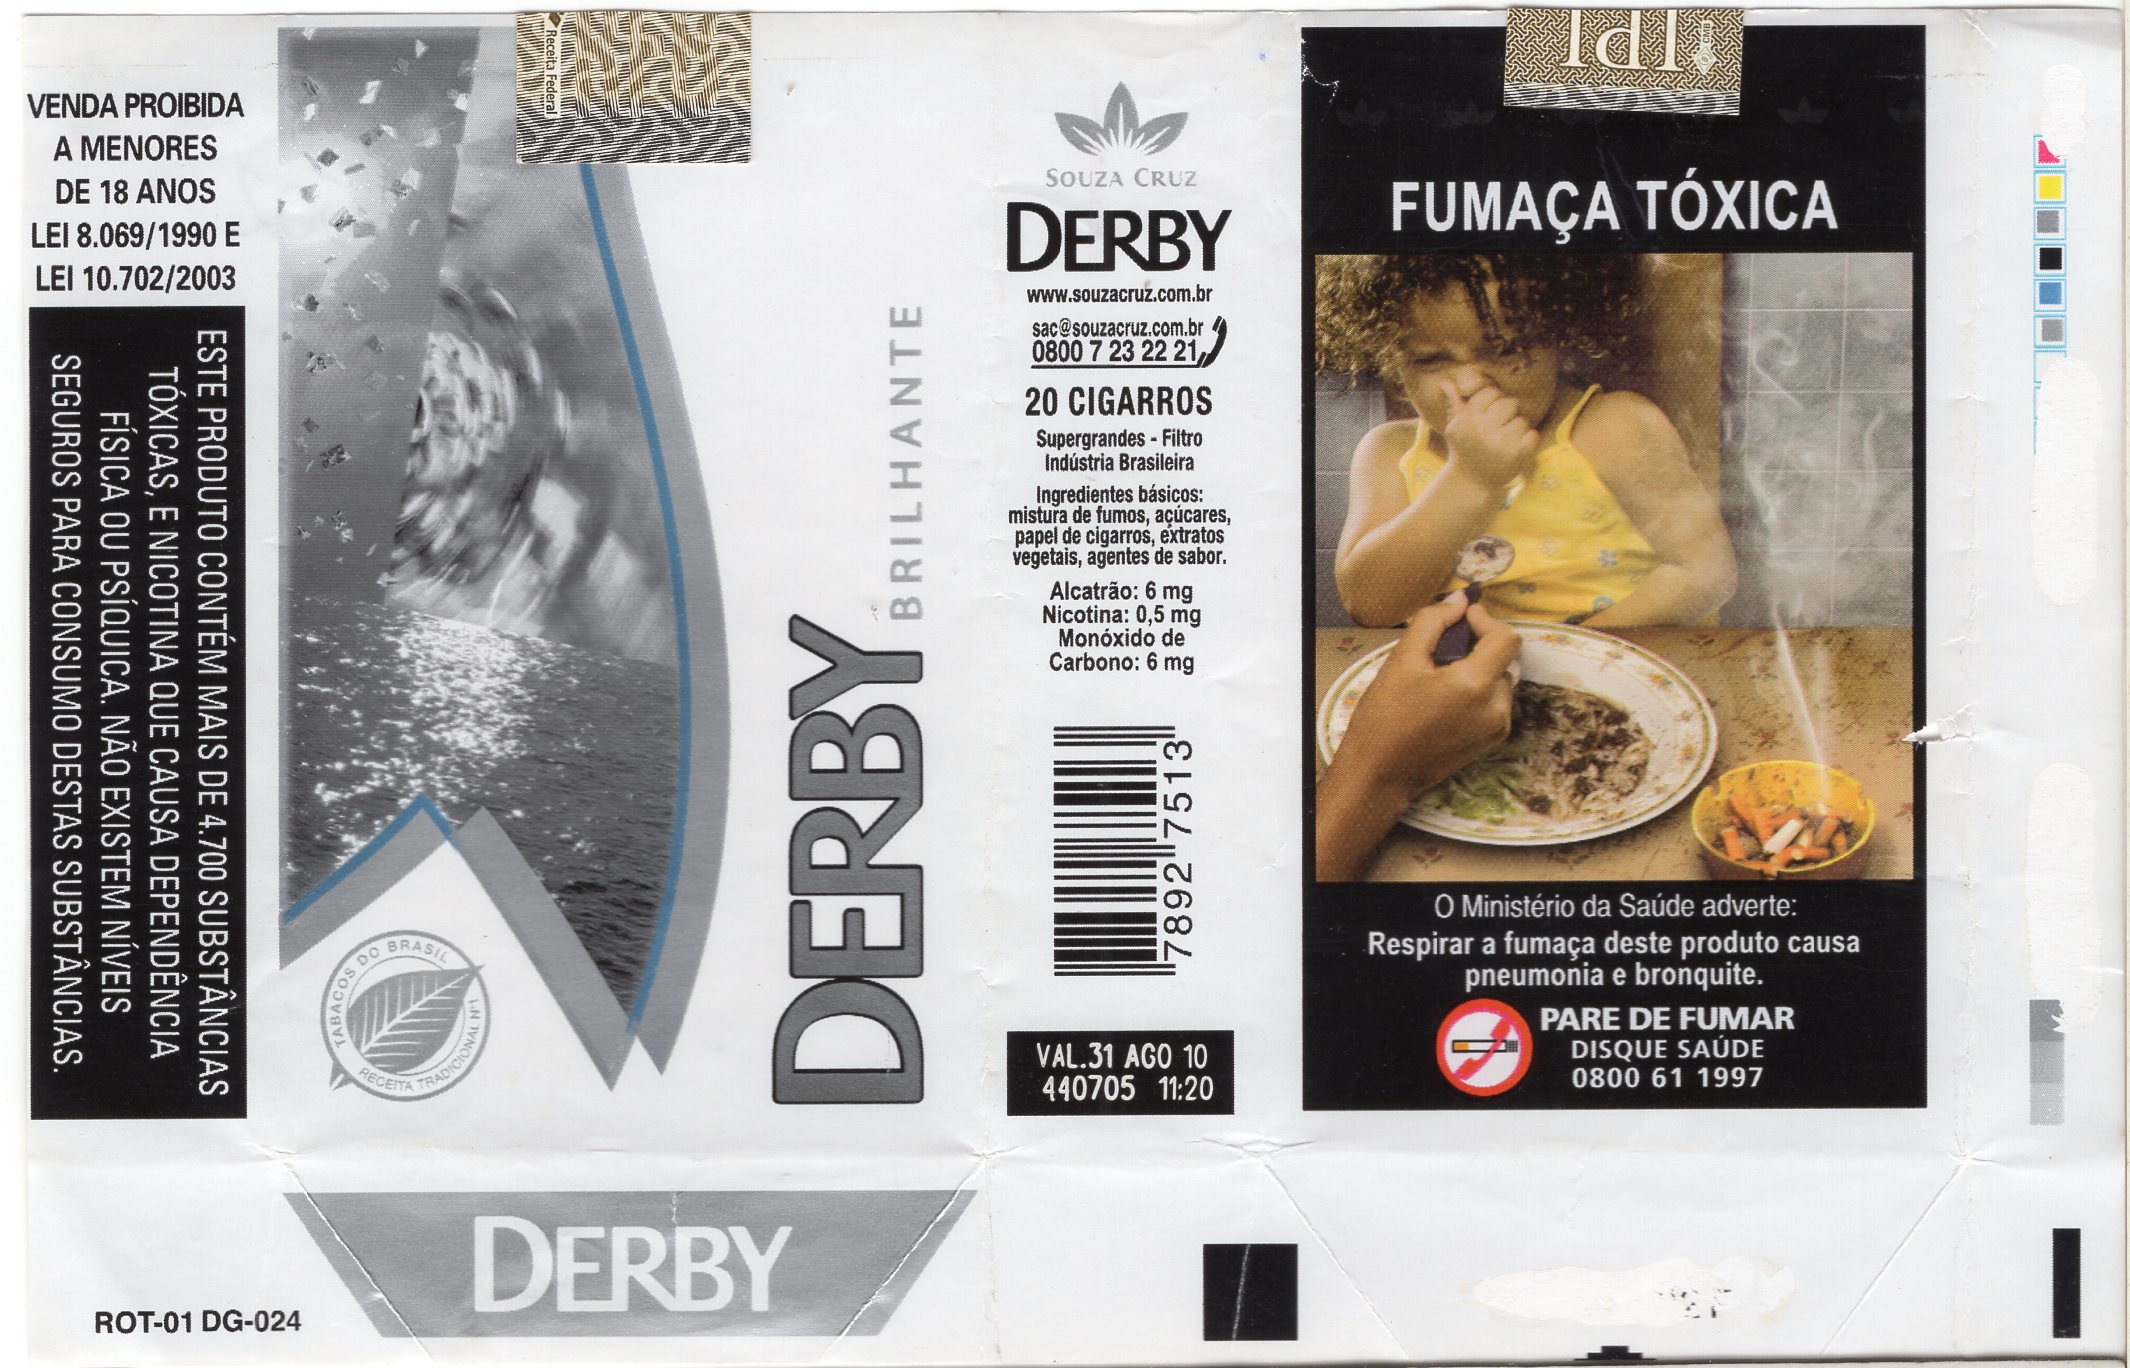 VENDA PROIBIDA
A MENORES
DE 18 ANOS
LEI 8.069/1990 E
LEI 10.702/2003
ESTE PRODUTO CONTÉM MAIS DE 4.700 SUBSTÂNCIAS
TÓXICAS, E NICOTINA QUE CAUSA DEPENDÊNCIA
FÍSICA OU PSÍQUICA. NÃO EXISTEM NÍVEIS
SEGUROS PARA CONSUMO DESTAS SUBSTÂNCIAS.
Receita Federal
TABACOS DO BRASIL
RECEITA TRADICIONAL Nº1
DERBY
BRILHANTE
DERBY
ROT-01 DG-024
SOUZA CRUZ
DERBY
www.souzacruz.com.br
sac@souzacruz.com.br
0800 7 23 22 21
20 CIGARROS
Supergrandes - Filtro
Indústria Brasileira
Ingredientes básicos:
mistura de fumos, açúcares,
papel de cigarros, extratos
vegetais, agentes de sabor.
Alcatrão: 6 mg
Nicotina: 0,5 mg
Monóxido de
Carbono: 6 mg
7892 7513
VAL.31 AGO 10
440705 11:20
IPI
FUMAÇA TÓXICA
O Ministério da Saúde adverte:
Respirar a fumaça deste produto causa
pneumonia e bronquite.
PARE DE FUMAR
DISQUE SAÚDE
0800 61 1997